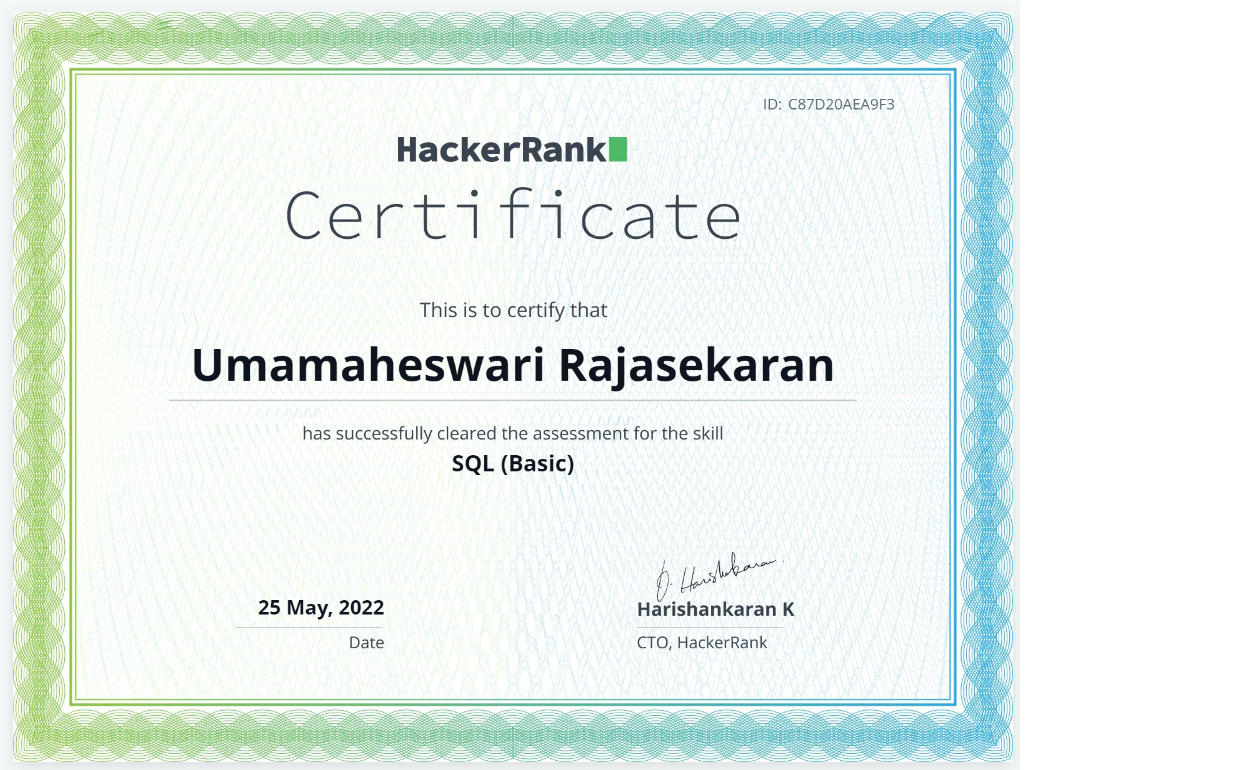 ID: C87D20AEA9F3
HackerRank
Certificate
This is to certify that
Umamaheswari Rajasekaran
has successfully cleared the assessment for the skill
SQL (Basic)
25 May, 2022
Date
Harishankaran K
CTO, HackerRank